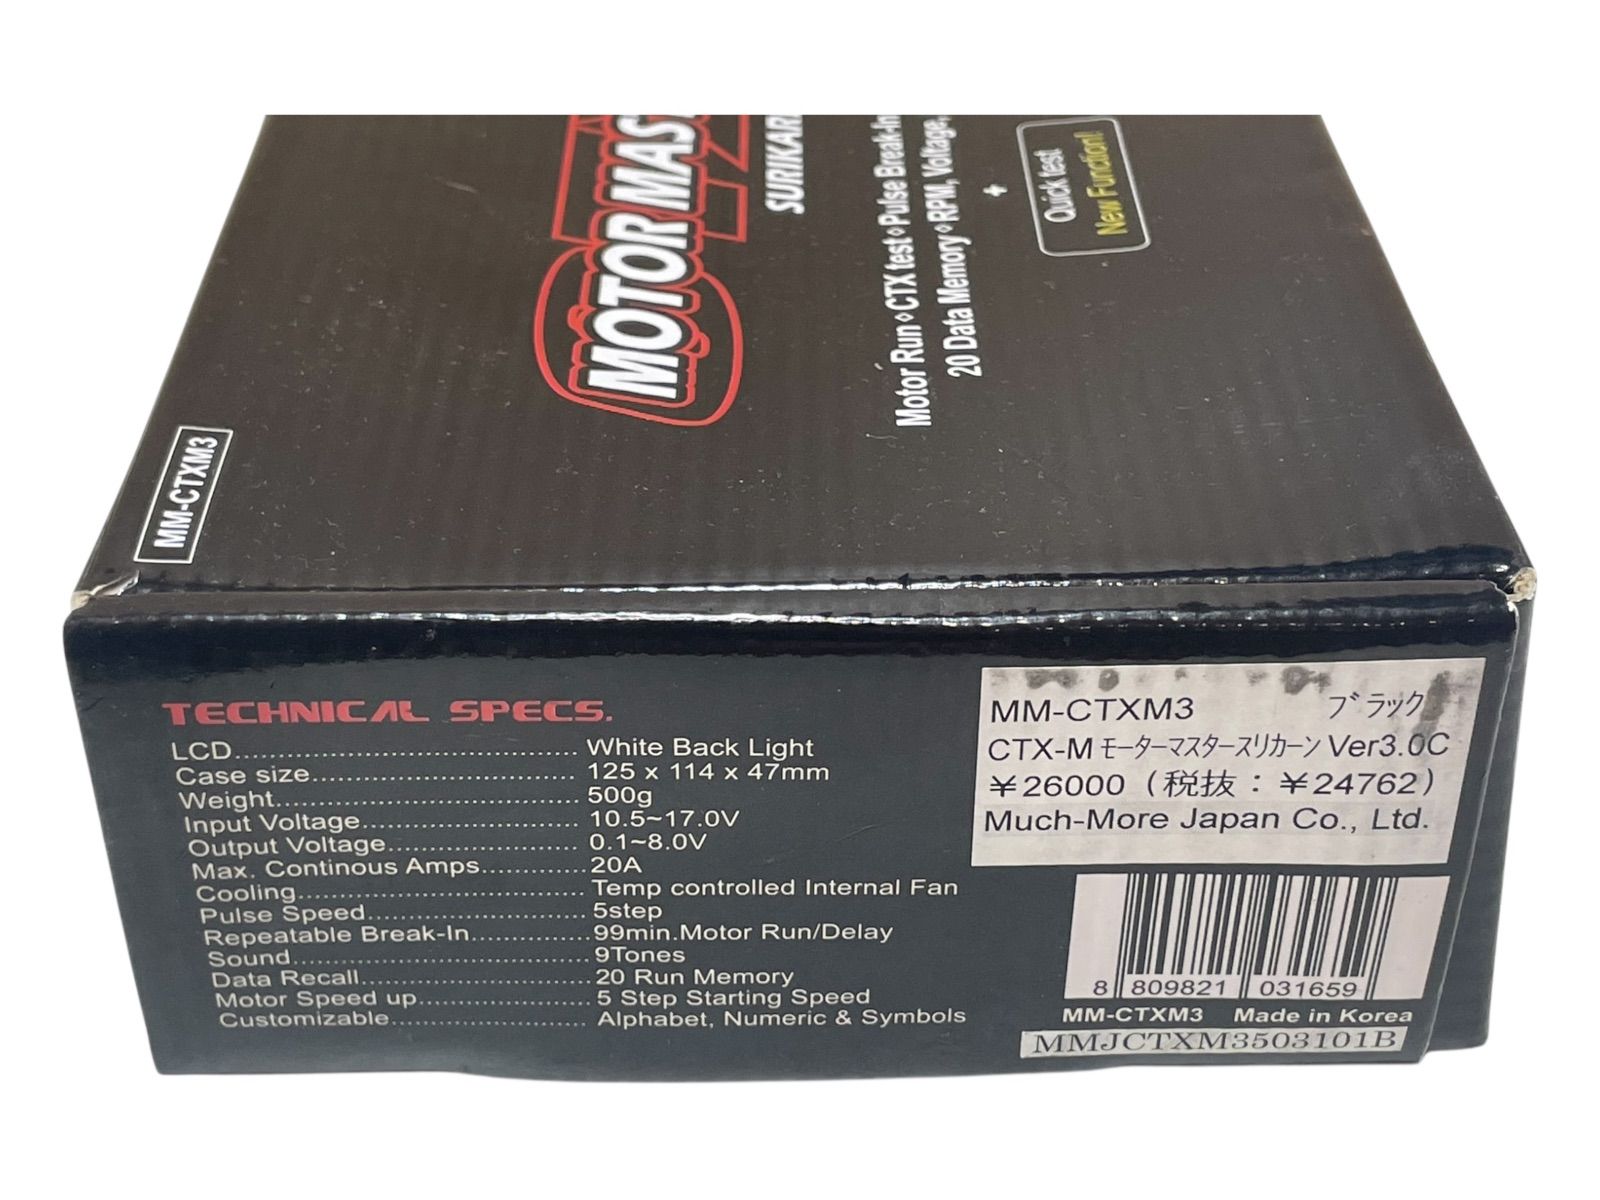 MOTOR
SURIKAR
Motor Run◇CTX test◇Pulse Break-In
20 Data Memory◇RPM, Voltage,
+
Quick test
New Function!
MM-CTXM3
TECHNICAL SPECS.
LCD.................................... White Back Light
Case size........................... 125 x 114 x 47mm
Weight............................... 500g
Input Voltage...................... 10.5~17.0V
Output Voltage................... 0.1~8.0V
Max. Continous Amps............ 20A
Cooling.............................. Temp controlled Internal Fan
Pulse Speed....................... 5step
Repeatable Break-In............ 99min.Motor Run/Delay
Sound................................ 9Tones
Data Recall........................ 20 Run Memory
Motor Speed up.................. 5 Step Starting Speed
Customizable..................... Alphabet, Numeric & Symbols
MM-CTXM3 ブラック
CTX-M モーターマスタースリカーン Ver3.0C
￥26000（税抜：￥24762）
Much-More Japan Co., Ltd.
8 809821 031659
MM-CTXM3 Made in Korea
MMJCTXM3503101B